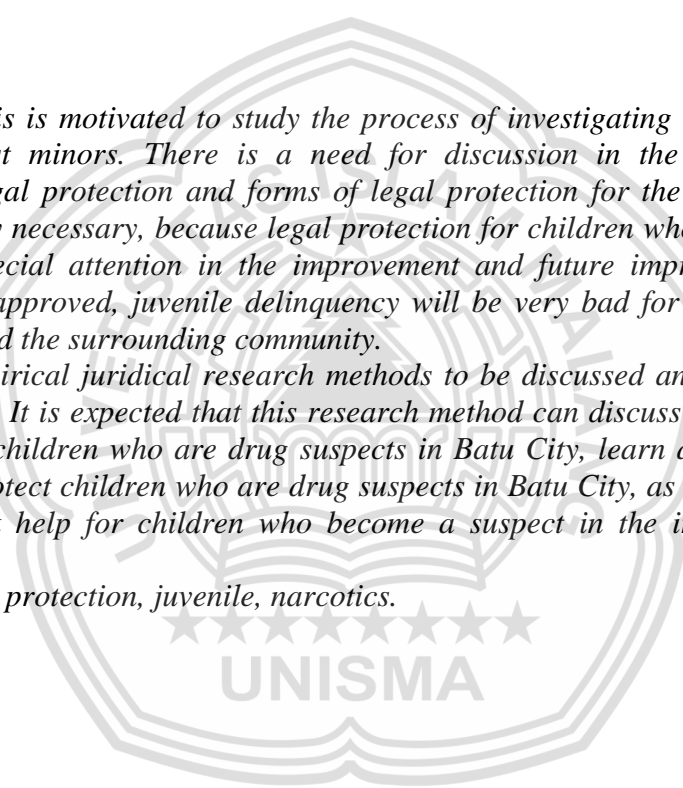 is is motivated to study the process of investigating
t minors. There is a need for discussion in the
gal protection and forms of legal protection for the
necessary, because legal protection for children who
ecial attention in the improvement and future impr
approved, juvenile delinquency will be very bad for
d the surrounding community.
irical juridical research methods to be discussed an
It is expected that this research method can discuss
children who are drug suspects in Batu City, learn a
otect children who are drug suspects in Batu City, as
help for children who become a suspect in the i
protection, juvenile, narcotics.
UNIVERSITAS ISLAM MALANG
UNISMA